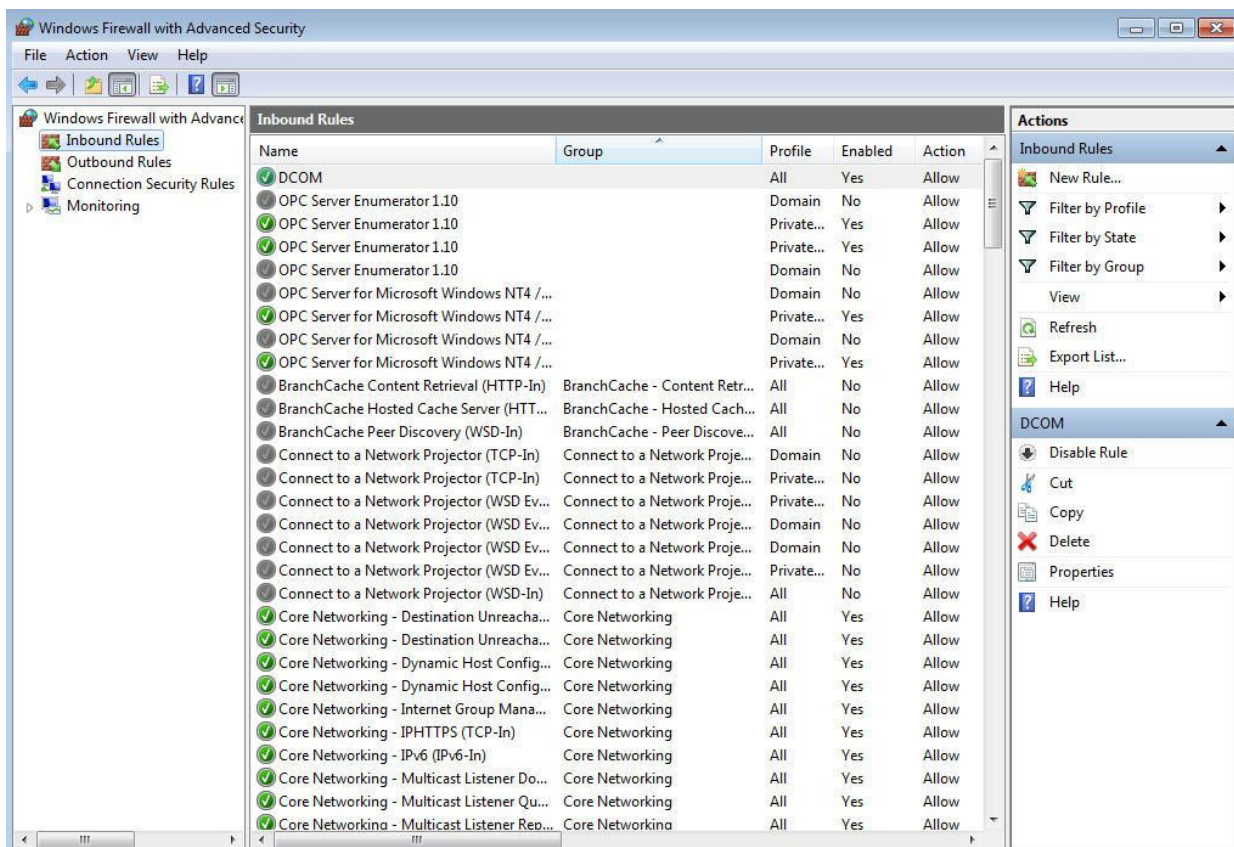 Windows Firewall with Advanced Security
File Action View Help
Windows Firewall with Advance
Inbound Rules
Outbound Rules
Connection Security Rules
Monitoring
Inbound Rules
Name Group Profile Enabled Action
DCOM All Yes Allow
OPC Server Enumerator 1.10 Domain No Allow
OPC Server Enumerator 1.10 Private... Yes Allow
OPC Server Enumerator 1.10 Private... Yes Allow
OPC Server Enumerator 1.10 Domain No Allow
OPC Server for Microsoft Windows NT4 /... Domain No Allow
OPC Server for Microsoft Windows NT4 /... Private... Yes Allow
OPC Server for Microsoft Windows NT4 /... Domain No Allow
OPC Server for Microsoft Windows NT4 /... Private... Yes Allow
BranchCache Content Retrieval (HTTP-In) BranchCache - Content Retr... All No Allow
BranchCache Hosted Cache Server (HTT... BranchCache - Hosted Cach... All No Allow
BranchCache Peer Discovery (WSD-In) BranchCache - Peer Discove... All No Allow
Connect to a Network Projector (TCP-In) Connect to a Network Proje... Domain No Allow
Connect to a Network Projector (TCP-In) Connect to a Network Proje... Private... No Allow
Connect to a Network Projector (WSD Ev... Connect to a Network Proje... Private... No Allow
Connect to a Network Projector (WSD Ev... Connect to a Network Proje... Domain No Allow
Connect to a Network Projector (WSD Ev... Connect to a Network Proje... Domain No Allow
Connect to a Network Projector (WSD Ev... Connect to a Network Proje... Private... No Allow
Connect to a Network Projector (WSD-In) Connect to a Network Proje... All No Allow
Core Networking - Destination Unreacha... Core Networking All Yes Allow
Core Networking - Destination Unreacha... Core Networking All Yes Allow
Core Networking - Dynamic Host Config... Core Networking All Yes Allow
Core Networking - Dynamic Host Config... Core Networking All Yes Allow
Core Networking - Internet Group Mana... Core Networking All Yes Allow
Core Networking - IPHTTPS (TCP-In) Core Networking All Yes Allow
Core Networking - IPv6 (IPv6-In) Core Networking All Yes Allow
Core Networking - Multicast Listener Do... Core Networking All Yes Allow
Core Networking - Multicast Listener Qu... Core Networking All Yes Allow
Core Networking - Multicast Listener Rep... Core Networking All Yes Allow
Actions
Inbound Rules
New Rule...
Filter by Profile
Filter by State
Filter by Group
View
Refresh
Export List...
Help
DCOM
Disable Rule
Cut
Copy
Delete
Properties
Help